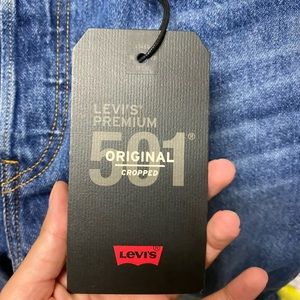 LEVI'S®
PREMIUM
501®
ORIGINAL
CROPPED
Levi's®